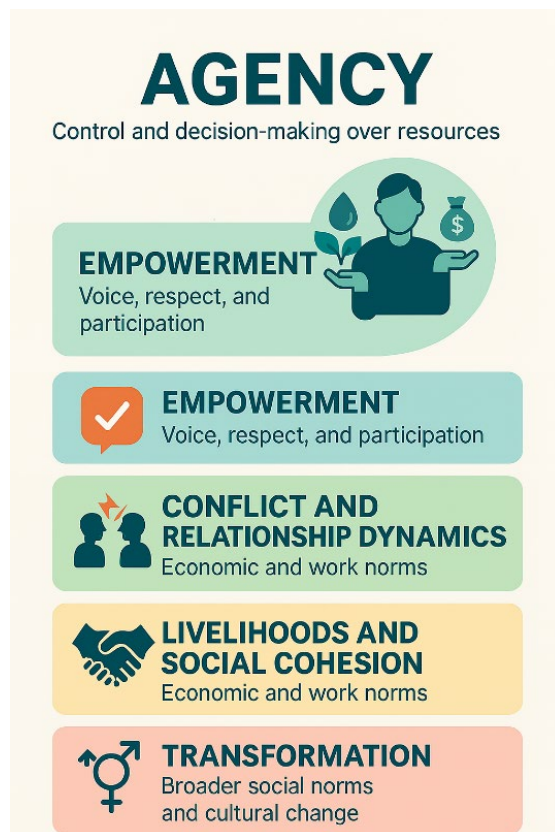 AGENCY
Control and decision-making over resources
$
EMPOWERMENT
Voice, respect, and
participation
EMPOWERMENT
Voice, respect, and participation
CONFLICT AND
RELATIONSHIP DYNAMICS
Economic and work norms
LIVELIHOODS AND
SOCIAL COHESION
Economic and work norms
TRANSFORMATION
Broader social norms
and cultural change